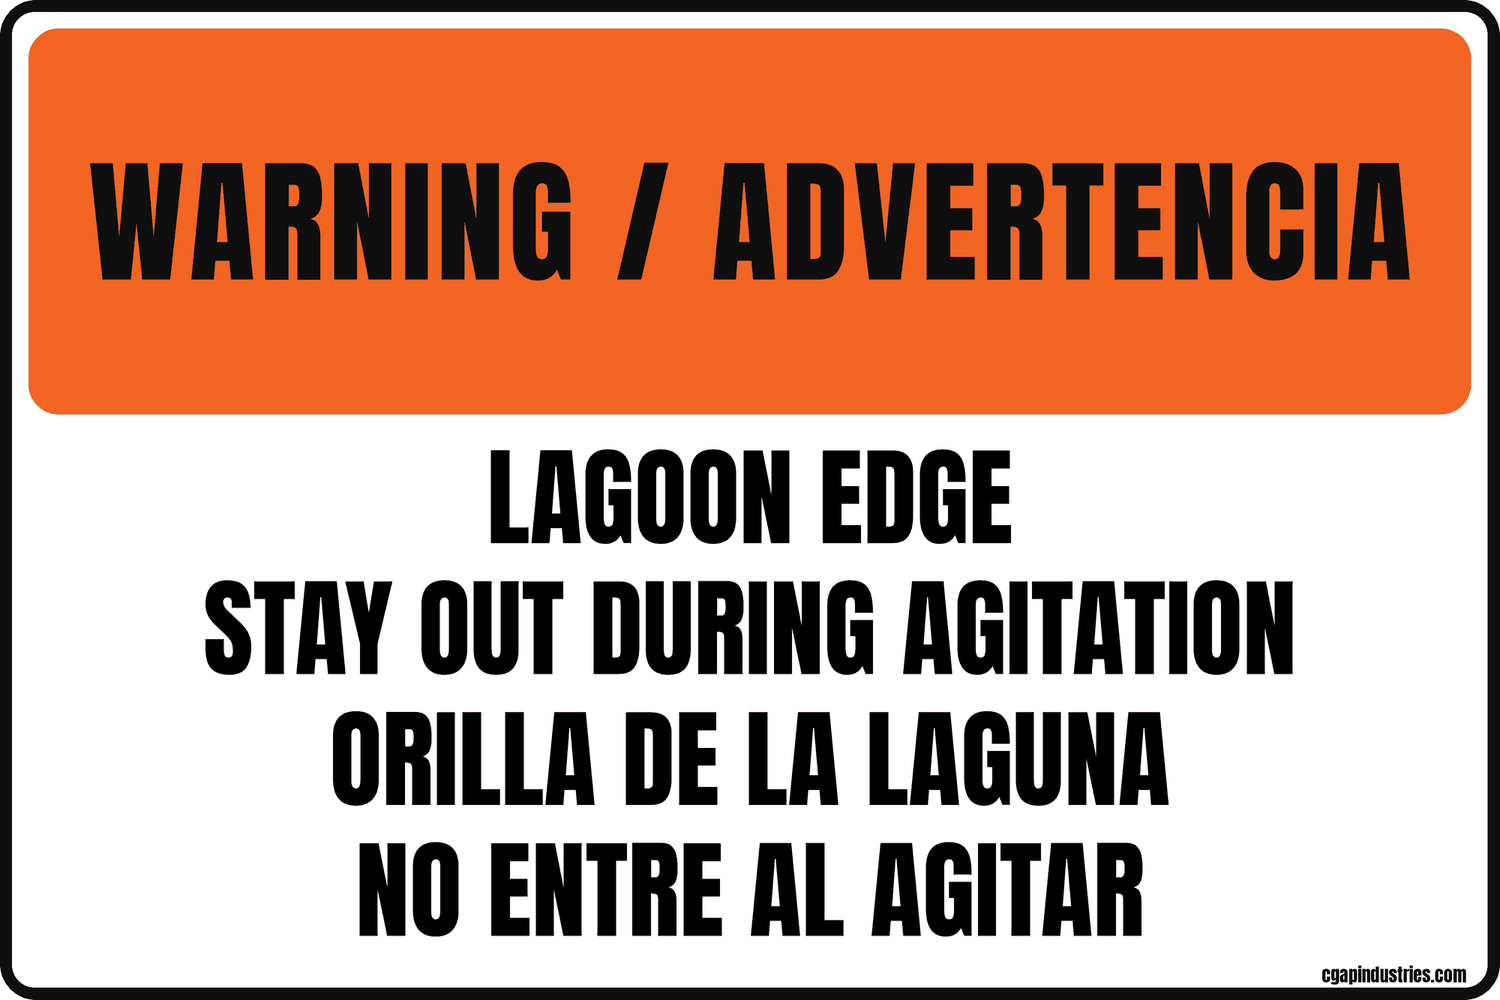 WARNING / ADVERTENCIA
LAGOON EDGE
STAY OUT DURING AGITATION
ORILLA DE LA LAGUNA
NO ENTRE AL AGITAR
cgapindustries.com